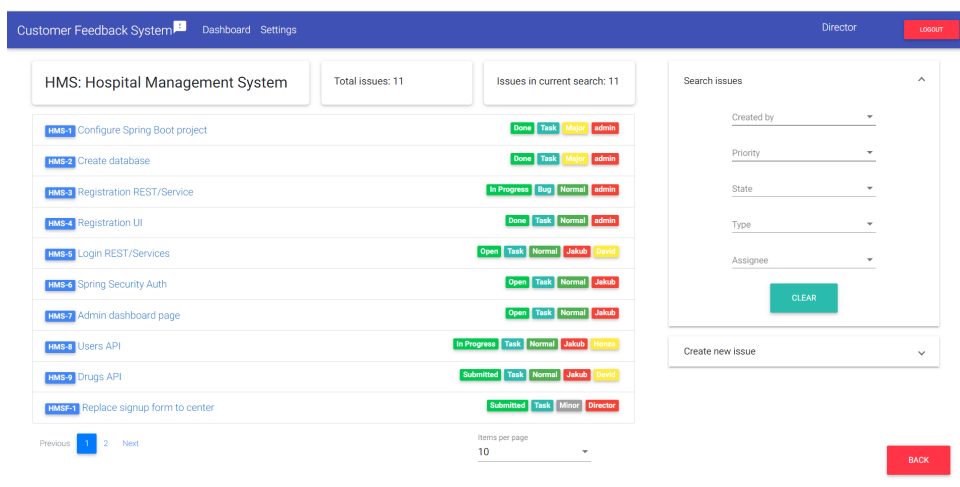 Customer Feedback System Dashboard Settings Director LOGOUT
HMS: Hospital Management System
Total issues: 11
Issues in current search: 11
HMS-1 Configure Spring Boot project Done Task Major admin
HMS-2 Create database Done Task Major admin
HMS-3 Registration REST/Service In Progress Bug Normal admin
HMS-4 Registration UI Done Task Normal admin
HMS-5 Login REST/Services Open Task Normal Jakub David
HMS-6 Spring Security Auth Open Task Normal Jakub
HMS-7 Admin dashboard page Open Task Normal Jakub
HMS-8 Users API In Progress Task Normal Jakub
HMS-9 Drugs API Submitted Task Normal Jakub David
HMSF-1 Replace signup form to center Submitted Task Minor Director
Previous 1 2 Next
Items per page
10
Search issues
Created by
Priority
State
Type
Assignee
CLEAR
Create new issue
BACK